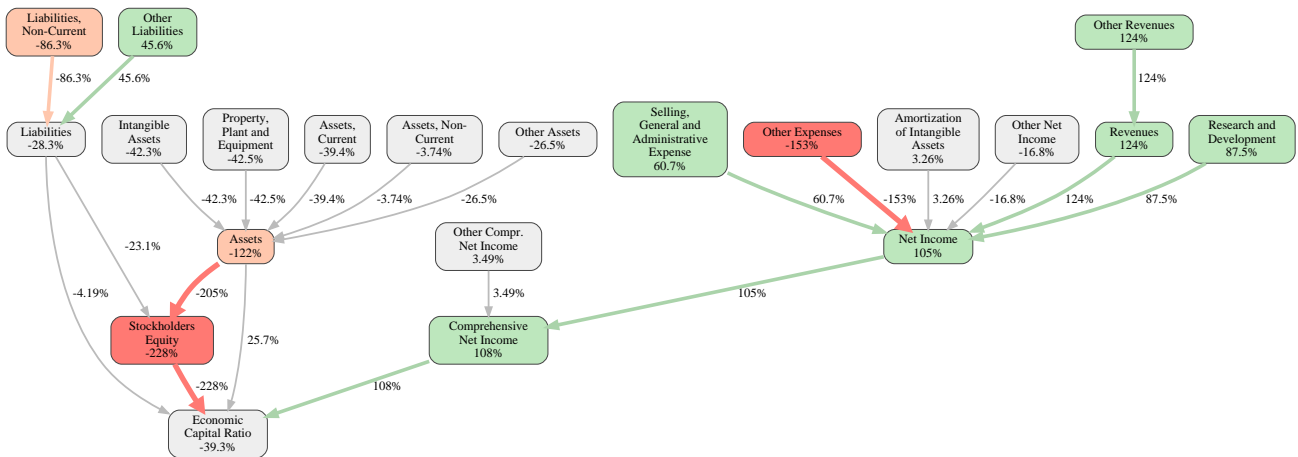 Liabilities,
Non-Current
-86.3%
Other
Liabilities
45.6%
Other Revenues
124%
-86.3%
45.6%
124%
Liabilities
-28.3%
Intangible
Assets
-42.3%
Property,
Plant and
Equipment
-42.5%
Assets,
Current
-39.4%
Assets, Non-
Current
-3.74%
Other Assets
-26.5%
Selling,
General and
Administrative
Expense
60.7%
Other Expenses
-153%
Amortization
of Intangible
Assets
3.26%
Other Net
Income
-16.8%
Revenues
124%
Research and
Development
87.5%
-42.3%
-42.5%
-39.4%
-3.74%
-26.5%
60.7%
-153%
3.26%
-16.8%
124%
87.5%
-23.1%
Assets
-122%
Other Compr.
Net Income
3.49%
Net Income
105%
-4.19%
-205%
3.49%
105%
Stockholders
Equity
-228%
25.7%
Comprehensive
Net Income
108%
-228%
108%
Economic
Capital Ratio
-39.3%